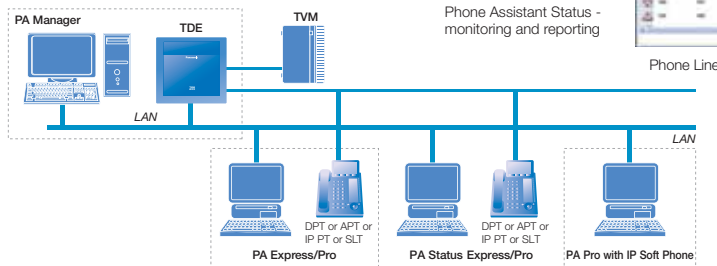 PA Manager
TDE
TVM
Phone Assistant Status -
monitoring and reporting
Phone Line
LAN
LAN
DPT or APT or
IP PT or SLT
PA Express/Pro
DPT or APT or
IP PT or SLT
PA Status Express/Pro
PA Pro with IP Soft Phone